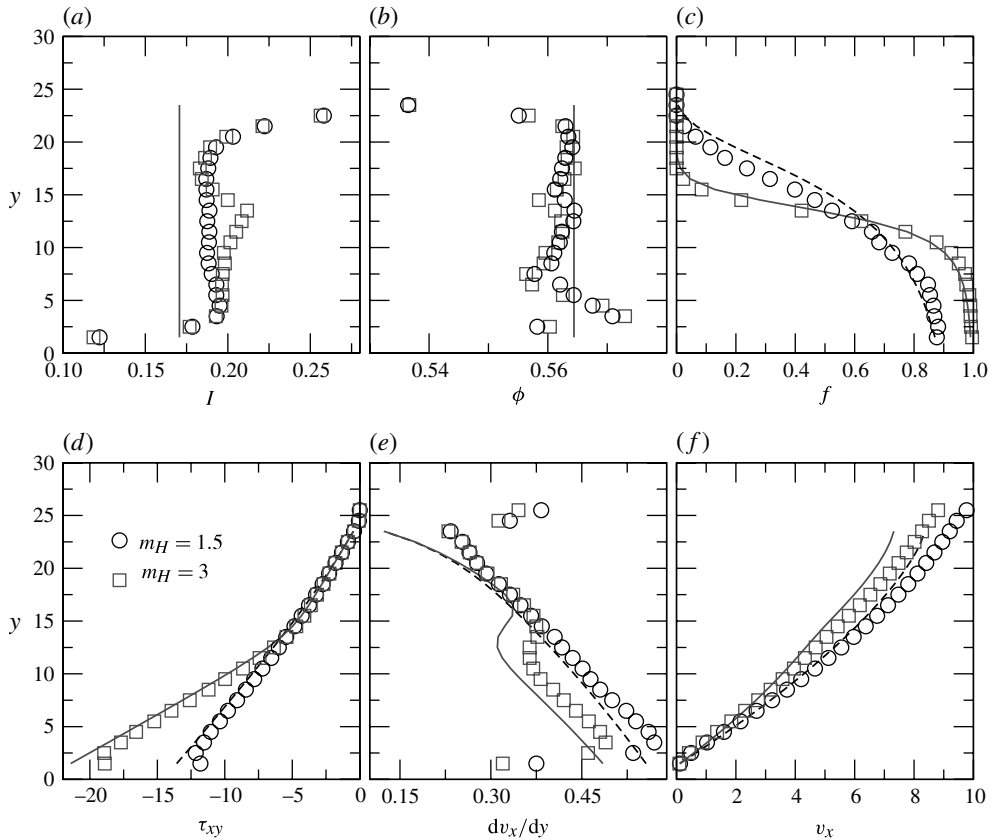 (a) (b) (c)
30
25
20
y 15
10
5
0
0.10 0.15 0.20 0.25 0.54 0.56 0 0.2 0.4 0.6 0.8 1.0
I ϕ f
(d) (e) (f)
30
25
20
y 15
10
5
0
m_H = 1.5
m_H = 3
−20 −15 −10 −5 0 0.15 0.30 0.45 0 2 4 6 8 10
τ_xy dv_x/dy v_x